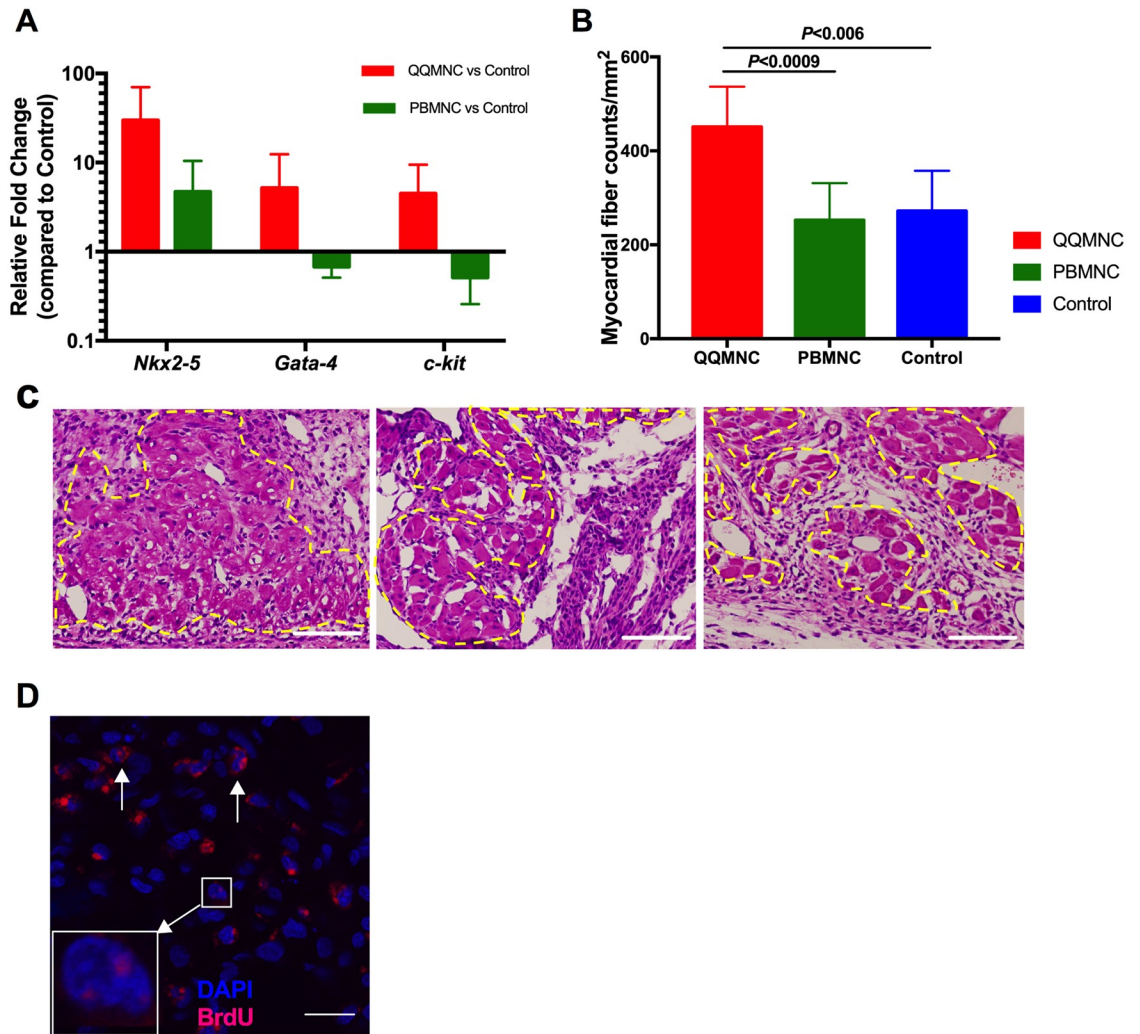 A
Relative Fold Change
(compared to Control)
100
10
1
0.1
QQMNC vs Control
PBMNC vs Control
Nkx2-5
Gata-4
c-kit
B
Myocardial fiber counts/mm²
600
400
200
0
P<0.006
P<0.0009
QQMNC
PBMNC
Control
QQMNC
PBMNC
Control
C
D
DAPI
BrdU